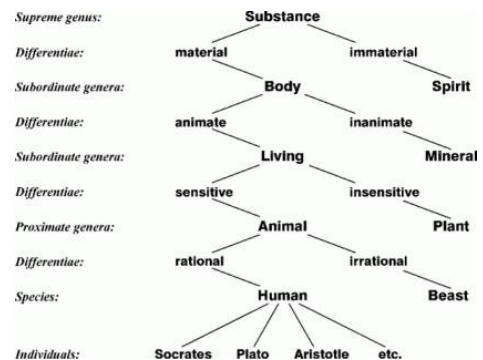 Supreme genus: Substance
Differentiae: material immaterial
Subordinate genera: Body Spirit
Differentiae: animate inanimate
Subordinate genera: Living Mineral
Differentiae: sensitive insensitive
Proximate genera: Animal Plant
Differentiae: rational irrational
Species: Human Beast
Individuals: Socrates Plato Aristotle etc.